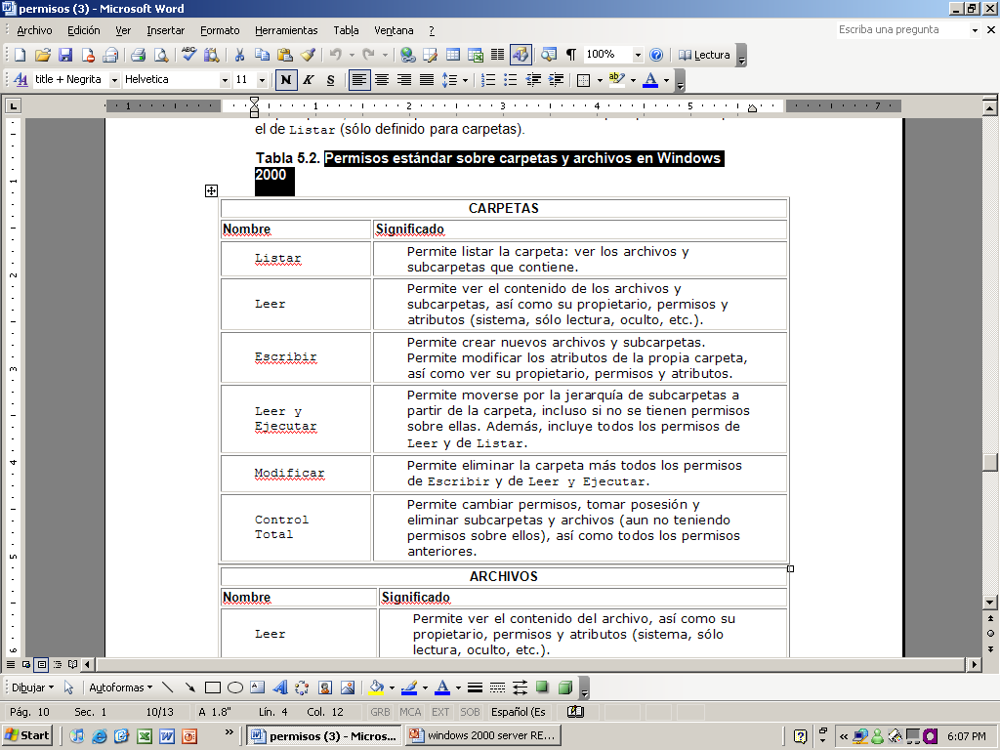 permisos (3) - Microsoft Word
Archivo Edición Ver Insertar Formato Herramientas Tabla Ventana ?
Escriba una pregunta
100%
Lectura
title + Negrita
Helvetica
11
N K S
1 1 2 3 4 5 7
el de Listar (sólo definido para carpetas).
Tabla 5.2. Permisos estándar sobre carpetas y archivos en Windows
2000
CARPETAS
Nombre Significado
Listar
Permite listar la carpeta: ver los archivos y
subcarpetas que contiene.
Leer
Permite ver el contenido de los archivos y
subcarpetas, así como su propietario, permisos y
atributos (sistema, sólo lectura, oculto, etc.).
Escribir
Permite crear nuevos archivos y subcarpetas.
Permite modificar los atributos de la propia carpeta,
así como ver su propietario, permisos y atributos.
Leer y
Ejecutar
Permite moverse por la jerarquía de subcarpetas a
partir de la carpeta, incluso si no se tienen permisos
sobre ellas. Además, incluye todos los permisos de
Leer y de Listar.
Modificar
Permite eliminar la carpeta más todos los permisos
de Escribir y de Leer y Ejecutar.
Control
Total
Permite cambiar permisos, tomar posesión y
eliminar subcarpetas y archivos (aun no teniendo
permisos sobre ellos), así como todos los permisos
anteriores.
ARCHIVOS
Nombre Significado
Leer
Permite ver el contenido del archivo, así como su
propietario, permisos y atributos (sistema, sólo
lectura, oculto, etc.).
Dibujar
Autoformas
Pág. 10 Sec. 1 10/13 A 1.8" Lín. 4 Col. 12 GRB MCA EXT SOB Español (Es
Start
permisos (3) - Micros...
windows 2000 server RE...
6:07 PM